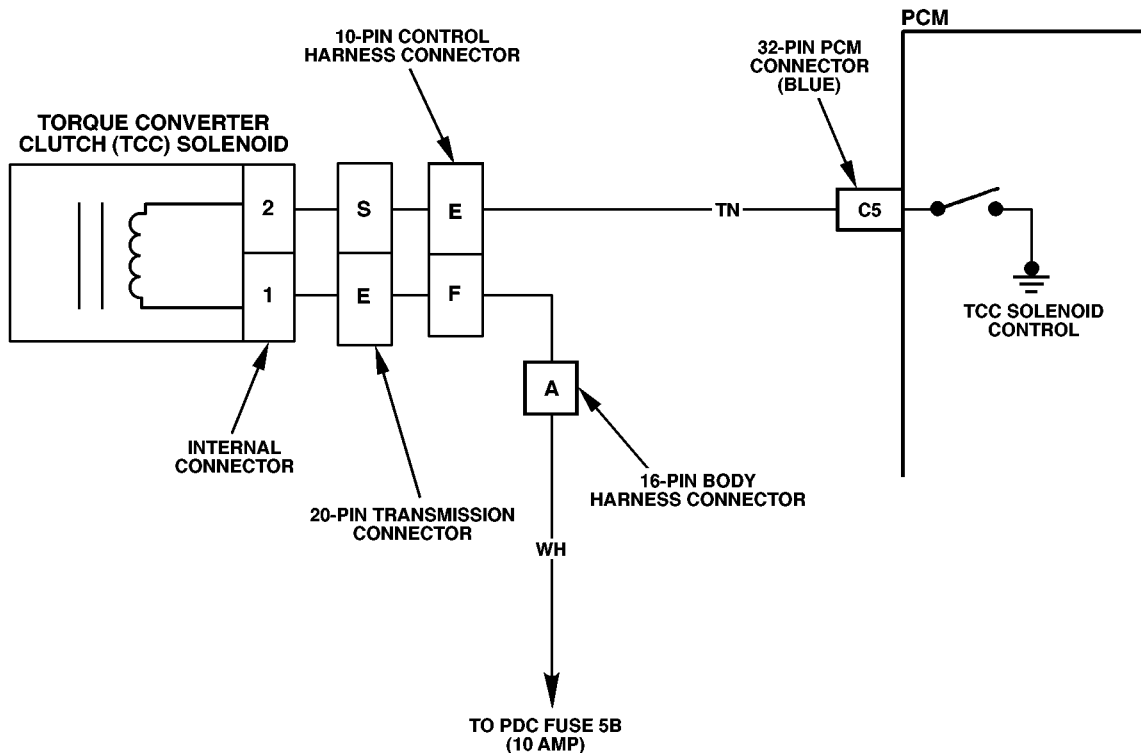 PCM
10-PIN CONTROL
HARNESS CONNECTOR
32-PIN PCM
CONNECTOR
(BLUE)
TORQUE CONVERTER
CLUTCH (TCC) SOLENOID
2
S
E
TN
C5
1
E
F
TCC SOLENOID
CONTROL
A
INTERNAL
CONNECTOR
16-PIN BODY
HARNESS CONNECTOR
20-PIN TRANSMISSION
CONNECTOR
WH
TO PDC FUSE 5B
(10 AMP)